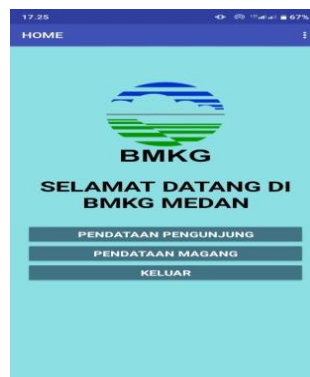 17.25
67%
HOME
BMKG
SELAMAT DATANG DI
BMKG MEDAN
PENDATAAN PENGUNJUNG
PENDATAAN MAGANG
KELUAR